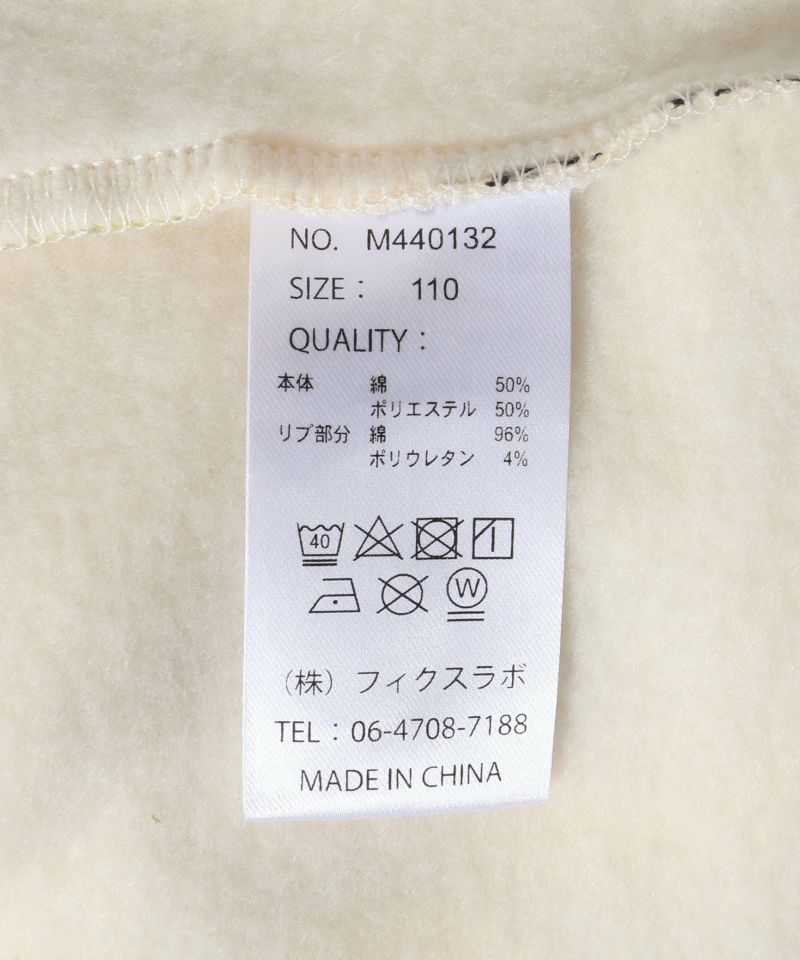 NO. M440132
SIZE： 110
QUALITY：
本体 綿 50%
ポリエステル 50%
リブ部分 綿 96%
ポリウレタン 4%
40
W
（株）フィクスラボ
TEL：06-4708-7188
MADE IN CHINA